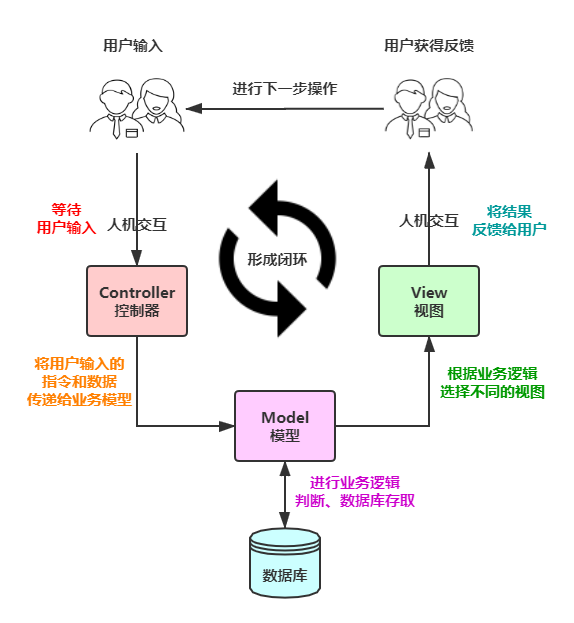 用户输入
用户获得反馈
进行下一步操作
等待
用户输入
人机交互
形成闭环
人机交互
将结果
反馈给用户
Controller
控制器
View
视图
将用户输入的
指令和数据
传递给业务模型
根据业务逻辑
选择不同的视图
Model
模型
进行业务逻辑
判断、数据库存取
数据库